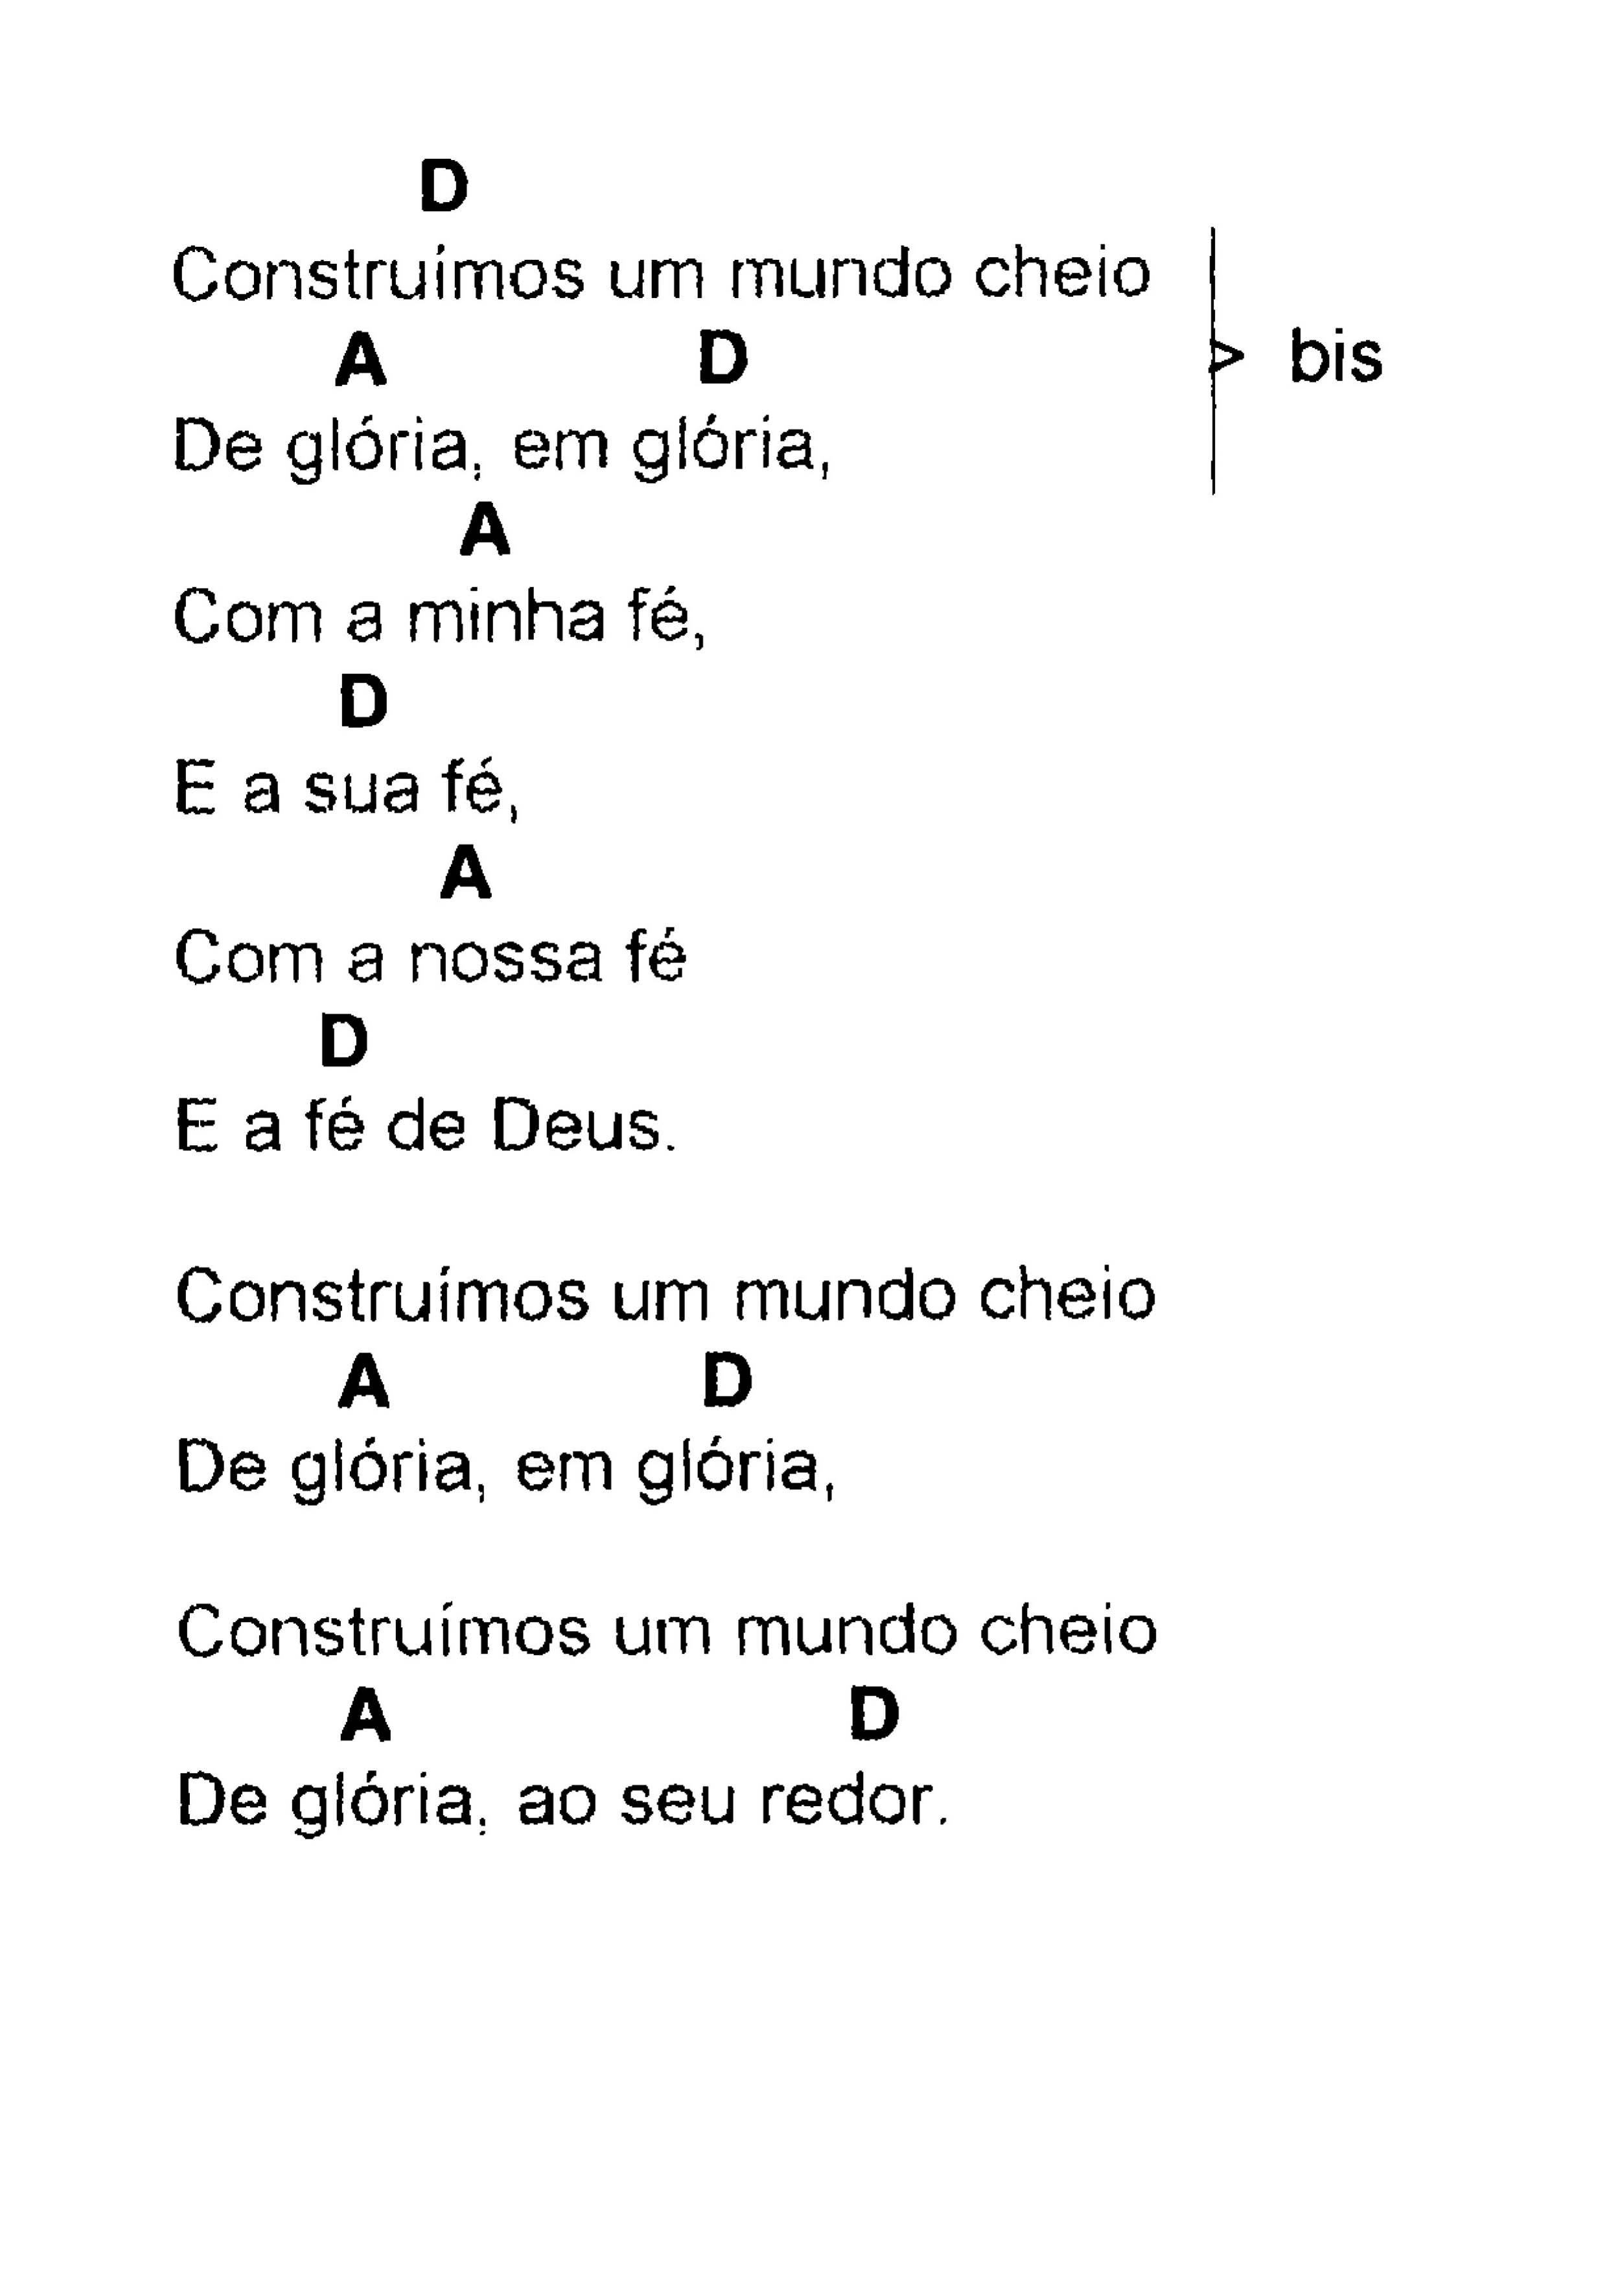 D
Construímos um mundo cheio
A D
> bis
De glória, em glória,
A
Com a minha fé,
D
E a sua fé,
A
Com a nossa fé
D
E a fé de Deus.
Construímos um mundo cheio
A D
De glória, em glória,
Construímos um mundo cheio
A D
De glória, ao seu redor.